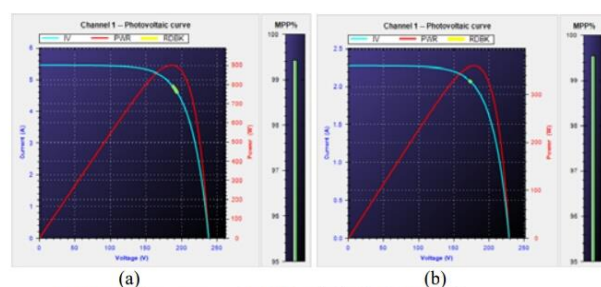 Channel 1 -- Photovoltaic curve
IV PWR RDBK
MPP%
6
5
4
3
2
1
0
Current (A)
900
800
700
600
500
400
300
200
100
0
Power (W)
0 50 100 150 200 250
Voltage (V)
100
99
98
97
96
95
(a)
Channel 1 -- Photovoltaic curve
IV PWR RDBK
MPP%
2.5
2.0
1.5
1.0
0.5
0.0
Current (A)
300
200
100
0
Power (W)
0 50 100 150 200 250
Voltage (V)
100
99
98
97
96
95
(b)